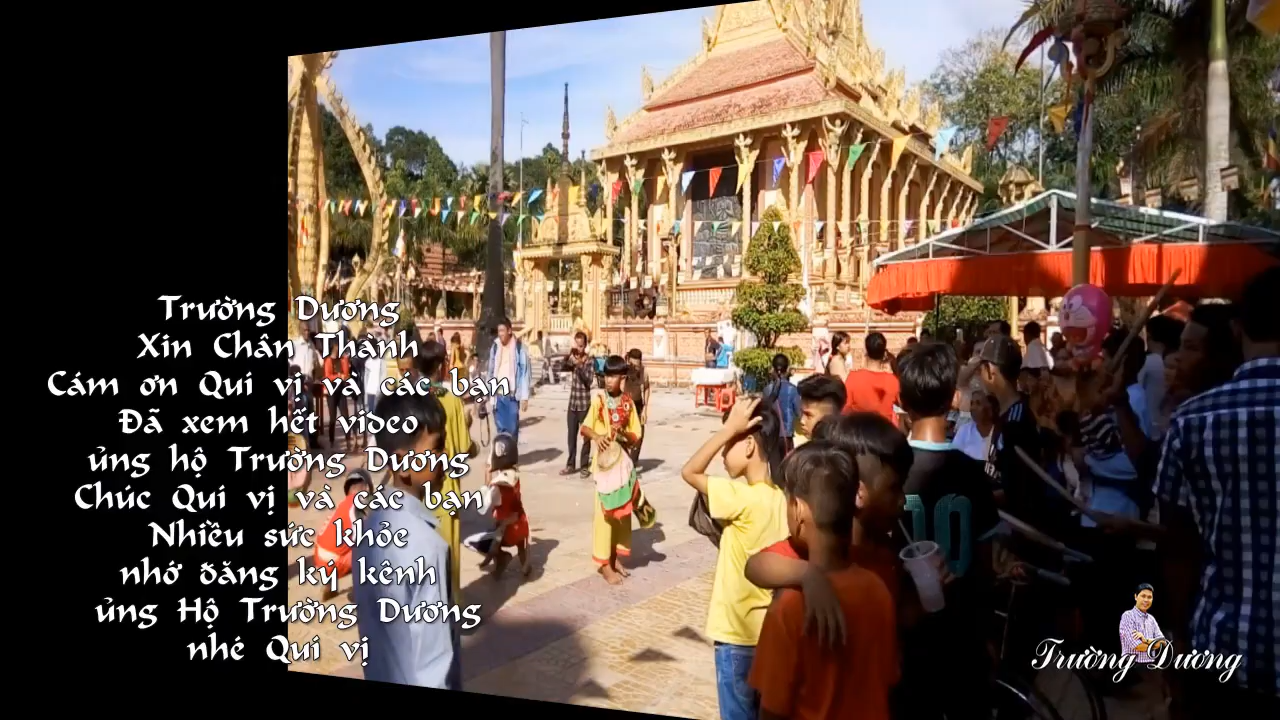 Trường Dương
Xin Chân Thành
Cám ơn Qui vị và các bạn
Đã xem hết video
ủng hộ Trường Dương
Chúc Qui vị và các bạn
Nhiều sức khỏe
nhớ đăng ký kênh
ủng Hộ Trường Dương
nhé Qui vị
10
Trường Dương